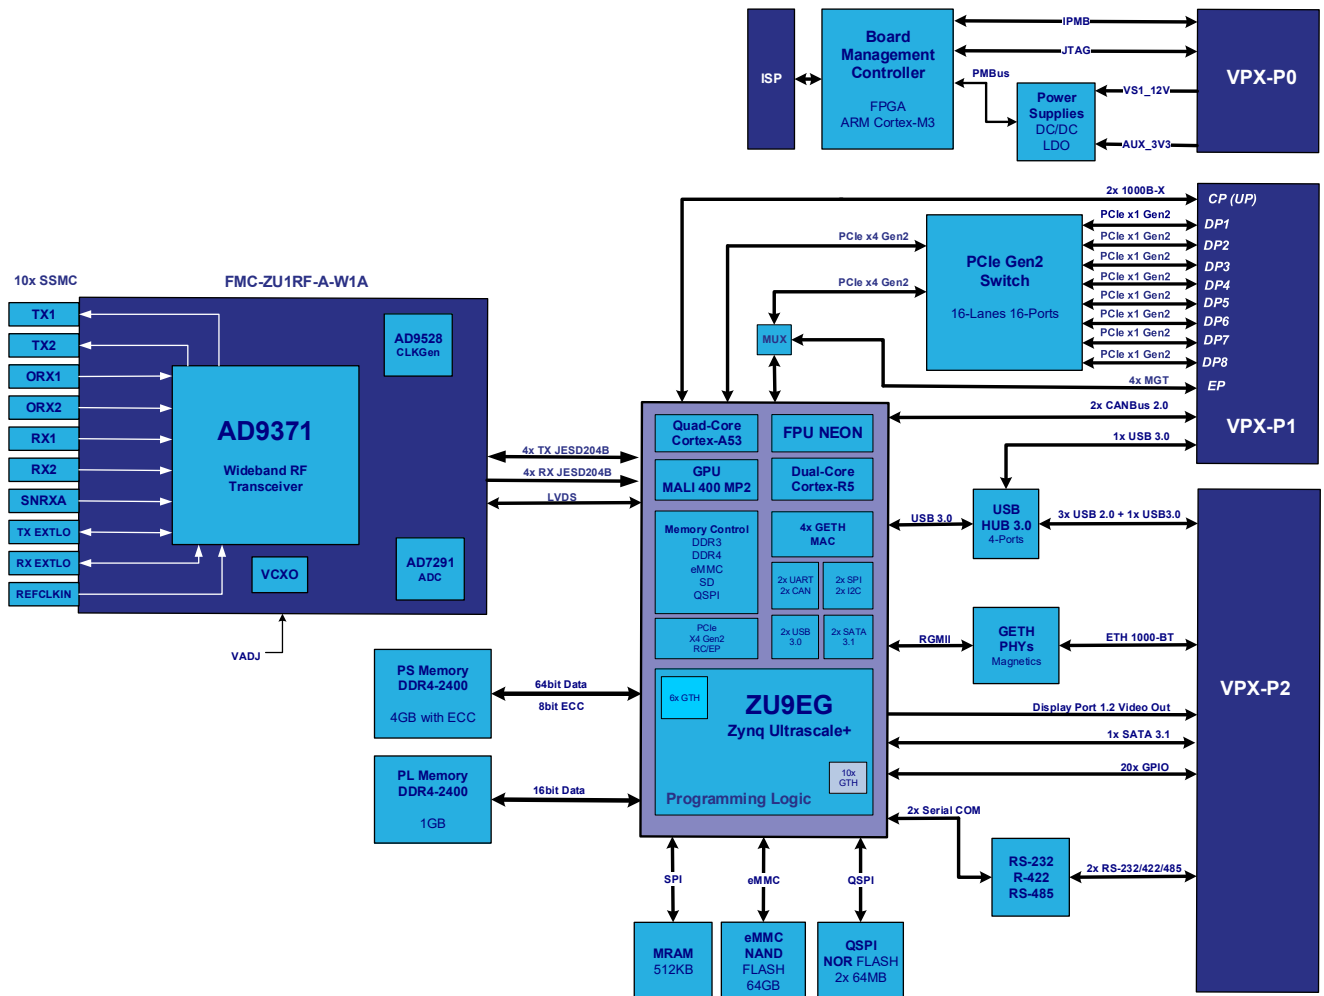 ISP
Board
Management
Controller
FPGA
ARM Cortex-M3
IPMB
JTAG
PMBus
Power
Supplies
DC/DC
LDO
VS1_12V
AUX_3V3
VPX-P0
2x 1000B-X
CP (UP)
PCIe x4 Gen2
PCIe x4 Gen2
PCIe Gen2
Switch
16-Lanes 16-Ports
PCIe x1 Gen2
DP1
PCIe x1 Gen2
DP2
PCIe x1 Gen2
DP3
PCIe x1 Gen2
DP4
PCIe x1 Gen2
DP5
PCIe x1 Gen2
DP6
PCIe x1 Gen2
DP7
PCIe x1 Gen2
DP8
MUX
4x MGT
EP
2x CANBus 2.0
VPX-P1
1x USB 3.0
10x SSMC
FMC-ZU1RF-A-W1A
TX1
TX2
ORX1
ORX2
RX1
RX2
SNRXA
TX EXTLO
RX EXTLO
REFCLKIN
AD9528
CLKGen
AD9371
Wideband RF
Transceiver
VCXO
AD7291
ADC
VADJ
4x TX JESD204B
4x RX JESD204B
LVDS
Quad-Core
Cortex-A53
FPU NEON
GPU
MALI 400 MP2
Dual-Core
Cortex-R5
Memory Control
DDR3
DDR4
eMMC
SD
QSPI
4x GETH
MAC
2x UART
2x CAN
2x SPI
2x I2C
PCIe
X4 Gen2
RC/EP
2x USB
3.0
2x SATA
3.1
6x GTH
ZU9EG
Zynq Ultrascale+
10x
GTH
Programming Logic
USB 3.0
USB
HUB 3.0
4-Ports
3x USB 2.0 + 1x USB3.0
RGMII
GETH
PHYs
Magnetics
ETH 1000-BT
VPX-P2
Display Port 1.2 Video Out
1x SATA 3.1
20x GPIO
2x Serial COM
RS-232
R-422
RS-485
2x RS-232/422/485
PS Memory
DDR4-2400
4GB with ECC
64bit Data
8bit ECC
PL Memory
DDR4-2400
1GB
16bit Data
SPI
eMMC
QSPI
MRAM
512KB
eMMC
NAND
FLASH
64GB
QSPI
NOR FLASH
2x 64MB